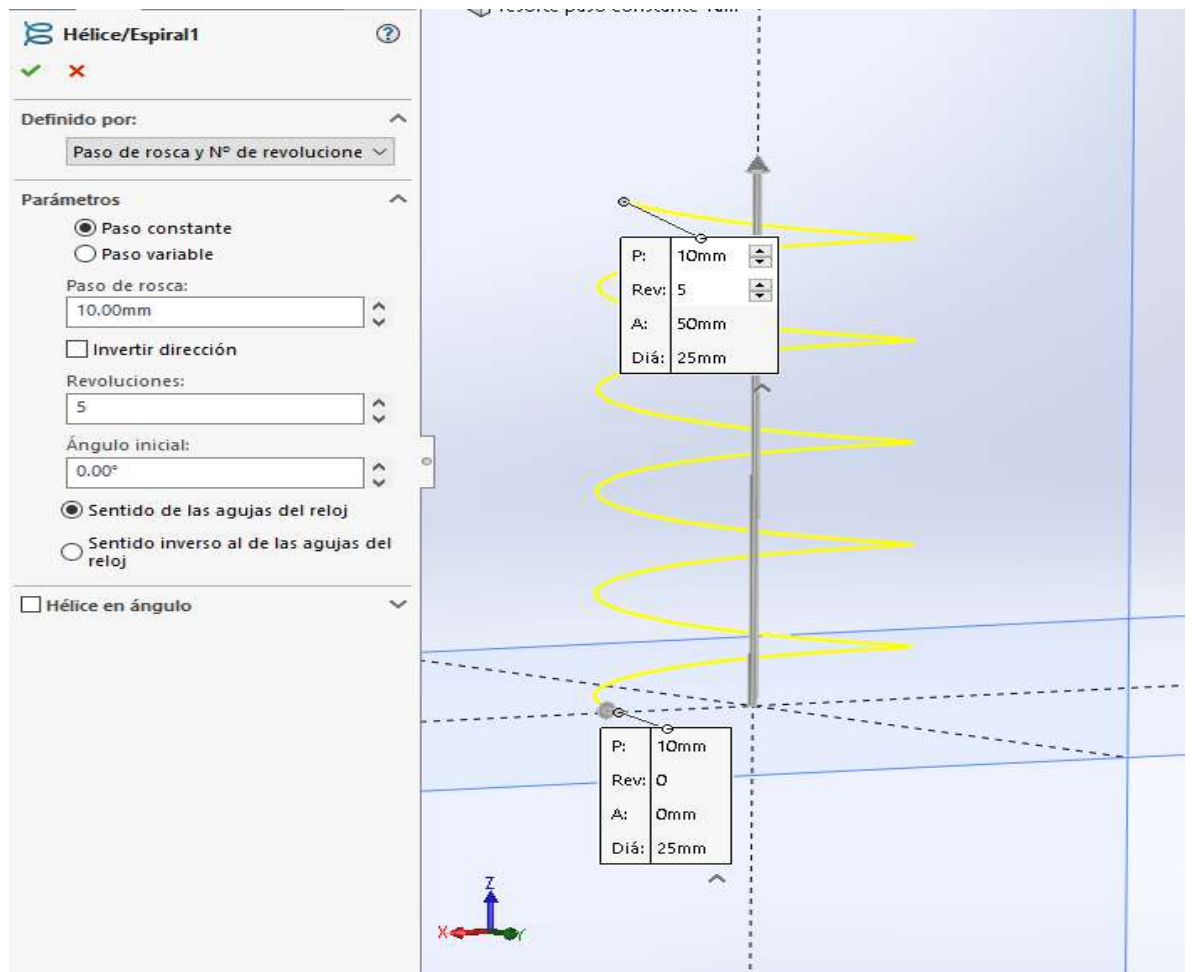 Hélice/Espiral1
Definido por:
Paso de rosca y Nº de revolucione
Parámetros
Paso constante
Paso variable
Paso de rosca:
10.00mm
Invertir dirección
Revoluciones:
5
Ángulo inicial:
0.00°
Sentido de las agujas del reloj
Sentido inverso al de las agujas del
reloj
Hélice en ángulo
resorte paso constante
P: 10mm
Rev: 5
A: 50mm
Diá: 25mm
P: 10mm
Rev: 0
A: 0mm
Diá: 25mm
Z
X
Y